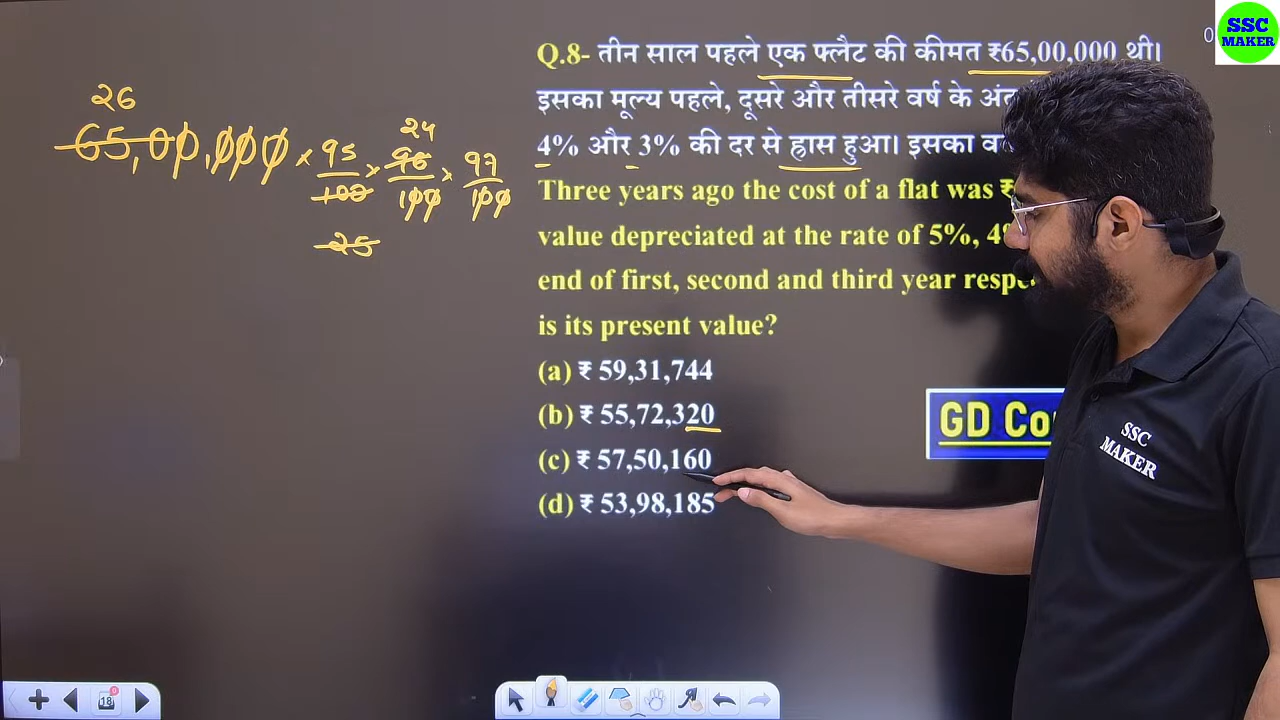 SSC
MAKER
Q.8- तीन साल पहले एक फ्लैट की कीमत ₹65,00,000 थी।
इसका मूल्य पहले, दूसरे और तीसरे वर्ष के
4% और 3% की दर से ह्रास हुआ। इसका
Three years ago the cost of a flat was ₹
value depreciated at the rate of 5%,
end of first, second and third year
is its present value?
(a) ₹ 59,31,744
(b) ₹ 55,72,320
(c) ₹ 57,50,160
(d) ₹ 53,98,185
26 24
65,00,000 × 95/100 × 96/100 × 97/100
25
GD
SSC
MAKER
18